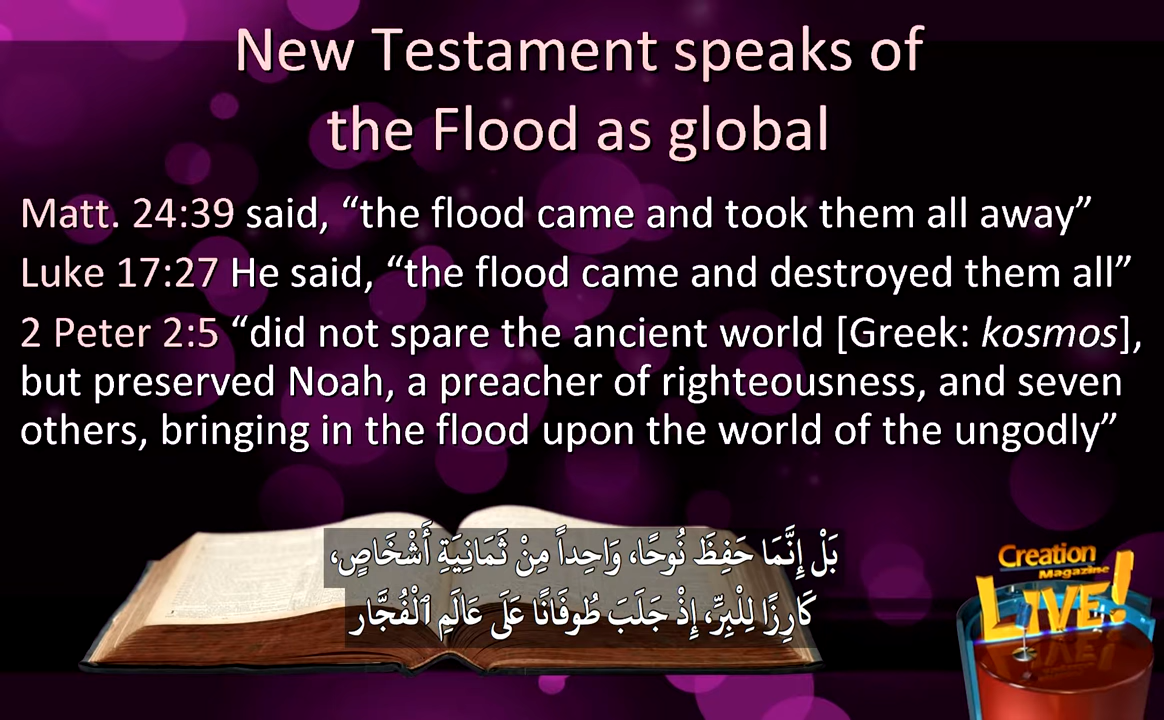 New Testament speaks of
the Flood as global
Matt. 24:39 said, “the flood came and took them all away”
Luke 17:27 He said, “the flood came and destroyed them all”
2 Peter 2:5 “did not spare the ancient world [Greek: kosmos],
but preserved Noah, a preacher of righteousness, and seven
others, bringing in the flood upon the world of the ungodly”
بَلْ إِنَّمَا حَفِظَ نُوحًا، وَاحِداً مِنْ ثَمَانِيَةِ أَشْخَاصٍ،
كَارِزًا لِلْبِرِّ، إِذْ جَلَبَ طُوفَانًا عَلَى عَالَمِ ٱلْفُجَّار
Creation
Magazine
LIVE!